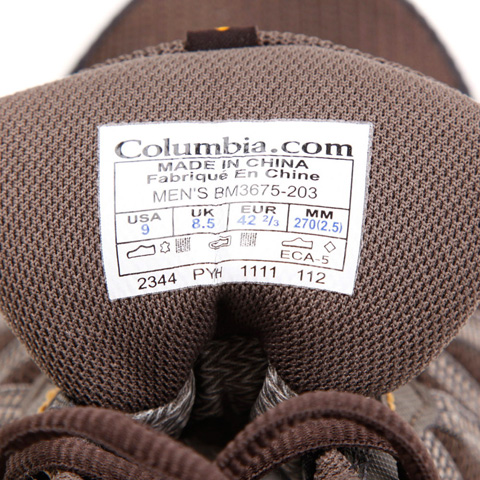 Columbia.com
MADE IN CHINA
Fabriqué En Chine
MEN'S BM3675-203
USA UK EUR MM
9 8.5 42 2/3 270(2.5)
ECA-5
2344 PYH 1111 112